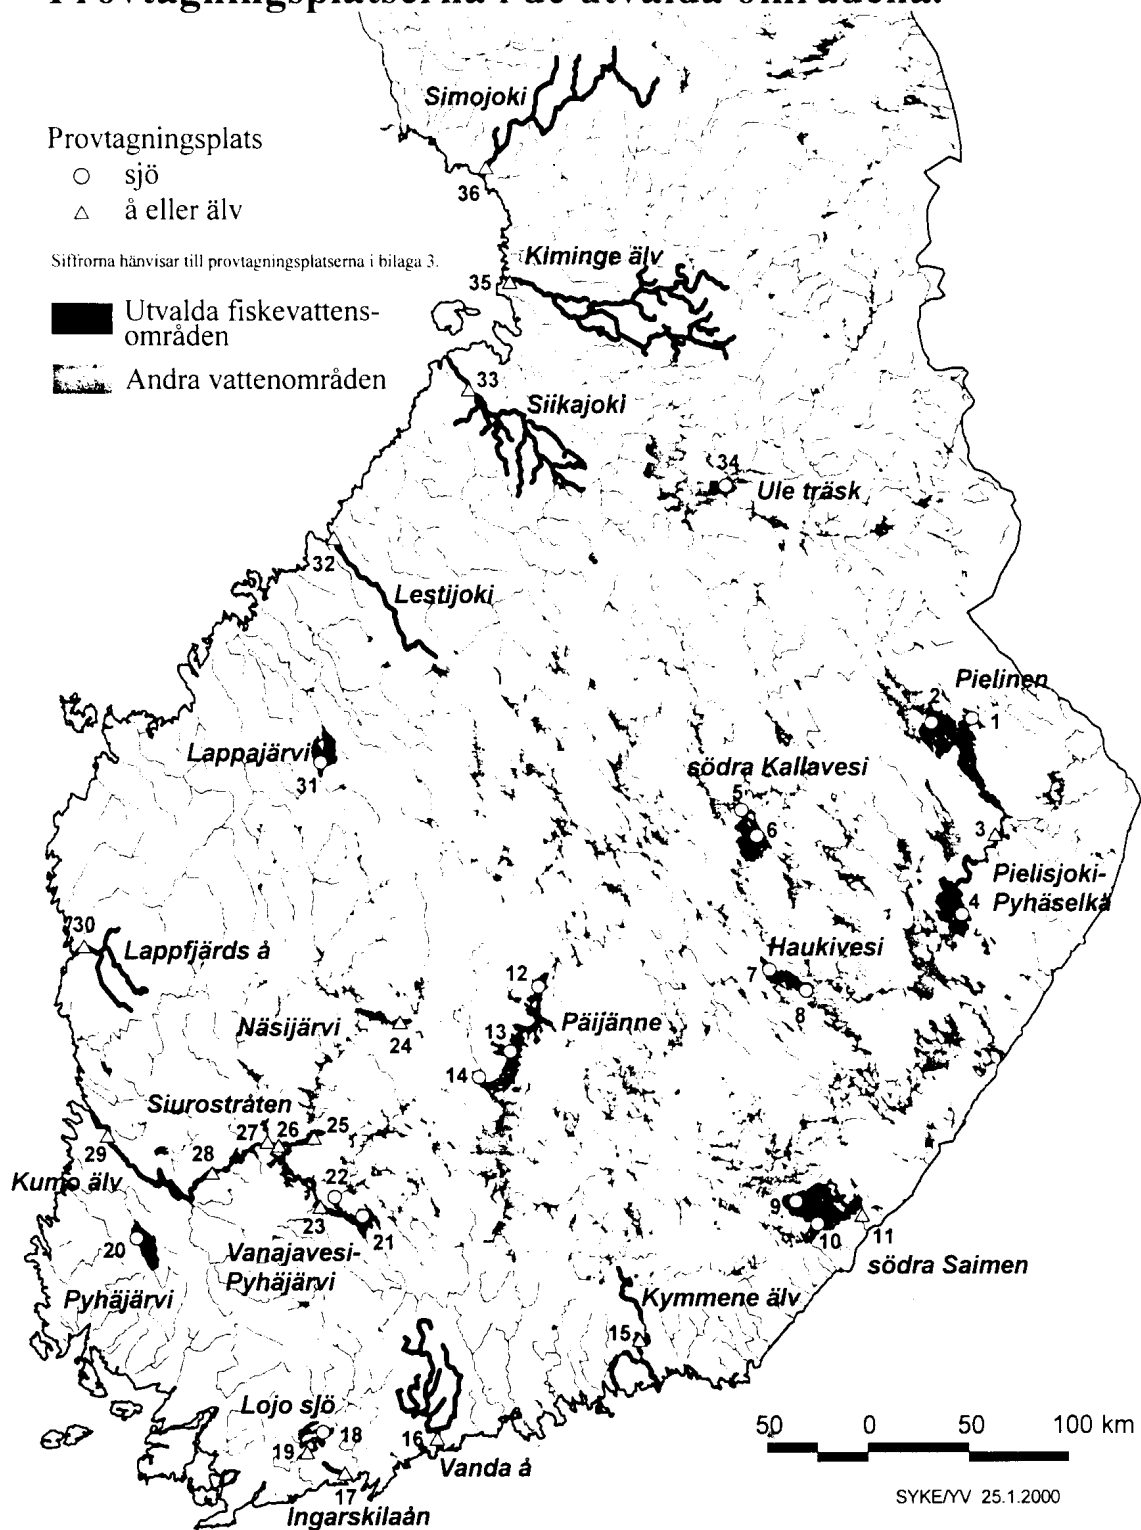 Provtagningsplatserna i de utvalda områdena.
Simojoki
Provtagningsplats
sjö
å eller älv
36
Siffrorna hänvisar till provtagningsplatserna i bilaga 3.
Kiminge älv
35
Utvalda fiskevattens-
områden
Andra vattenområden
33
Siikajoki
34
Ule träsk
32
Lestijoki
Pielinen
2
1
Lappajärvi
31
södra Kallavesi
5
6
3
Pielisjoki-
Pyhäselkä
4
30
Lappfjärds å
Haukivesi
7
8
12
Näsijärvi
24
Päijänne
13
14
Siurostråten
27
26
25
29
28
Kumo älv
22
23
21
9
10
11
20
Vanajavesi-
Pyhäjärvi
södra Saimen
Pyhäjärvi
Kymmene älv
15
Lojo sjö
18
19
16
Vanda å
17
Ingarskilaån
50 0 50 100 km
SYKE/YV 25.1.2000